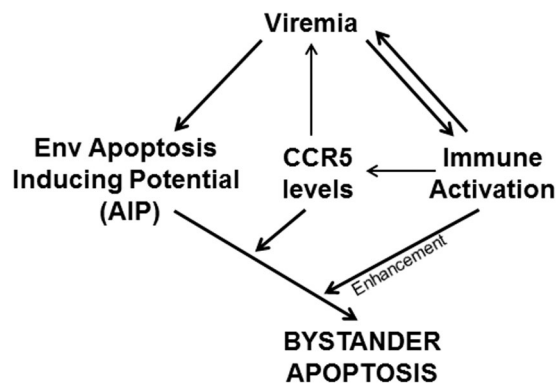 Viremia
Env Apoptosis
Inducing Potential
(AIP)
CCR5
levels
Immune
Activation
Enhancement
BYSTANDER
APOPTOSIS